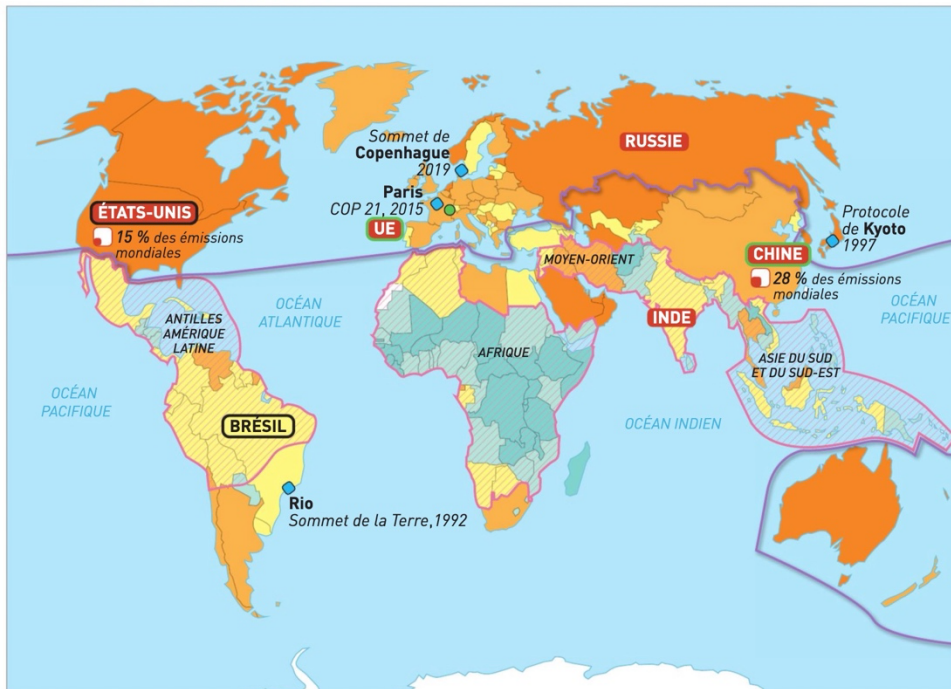 Sommet de
Copenhague
2019
RUSSIE
Paris
COP 21, 2015
ÉTATS-UNIS
15 % des émissions
mondiales
UE
Protocole
de Kyoto
1997
MOYEN-ORIENT
CHINE
28 % des émissions
mondiales
OCÉAN
ATLANTIQUE
OCÉAN
PACIFIQUE
ANTILLES
AMÉRIQUE
LATINE
INDE
AFRIQUE
ASIE DU SUD
ET DU SUD-EST
OCÉAN
PACIFIQUE
BRÉSIL
OCÉAN INDIEN
Rio
Sommet de la Terre,1992